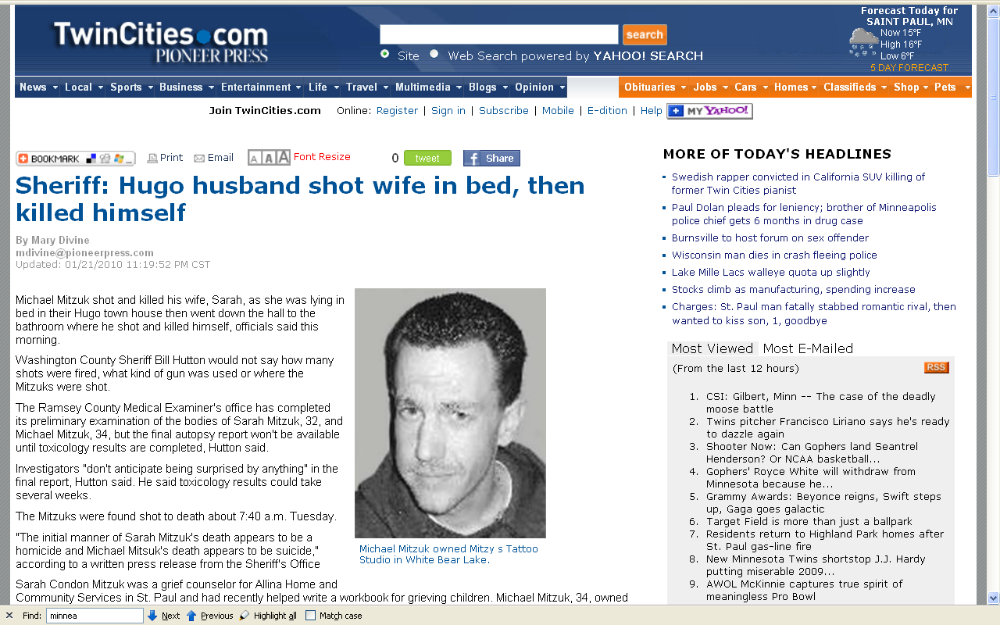 TwinCities.com
PIONEER PRESS
search
Site Web Search powered by YAHOO! SEARCH
Forecast Today for
SAINT PAUL, MN
Now 15°F
High 16°F
Low 6°F
5 DAY FORECAST
News Local Sports Business Entertainment Life Travel Multimedia Blogs Opinion Obituaries Jobs Cars Homes Classifieds Shop Pets
Join TwinCities.com Online: Register | Sign in | Subscribe | Mobile | E-dition | Help MY YAHOO!
BOOKMARK ... Print Email A A A Font Resize 0 tweet f Share
Sheriff: Hugo husband shot wife in bed, then
killed himself
By Mary Divine
mdivine@pioneerpress.com
Updated: 01/21/2010 11:19:52 PM CST
Michael Mitzuk shot and killed his wife, Sarah, as she was lying in
bed in their Hugo town house then went down the hall to the
bathroom where he shot and killed himself, officials said this
morning.
Washington County Sheriff Bill Hutton would not say how many
shots were fired, what kind of gun was used or where the
Mitzuks were shot.
The Ramsey County Medical Examiner's office has completed
its preliminary examination of the bodies of Sarah Mitzuk, 32, and
Michael Mitzuk, 34, but the final autopsy report won't be available
until toxicology results are completed, Hutton said.
Investigators "don't anticipate being surprised by anything" in the
final report, Hutton said. He said toxicology results could take
several weeks.
The Mitzuks were found shot to death about 7:40 a.m. Tuesday.
"The initial manner of Sarah Mitzuk's death appears to be a
homicide and Michael Mitsuk's death appears to be suicide,"
according to a written press release from the Sheriff's Office
Sarah Condon Mitzuk was a grief counselor for Allina Home and
Community Services in St. Paul and had recently helped write a workbook for grieving children. Michael Mitzuk, 34, owned
Michael Mitzuk owned Mitzy s Tattoo
Studio in White Bear Lake.
MORE OF TODAY'S HEADLINES
Swedish rapper convicted in California SUV killing of
former Twin Cities pianist
Paul Dolan pleads for leniency; brother of Minneapolis
police chief gets 6 months in drug case
Burnsville to host forum on sex offender
Wisconsin man dies in crash fleeing police
Lake Mille Lacs walleye quota up slightly
Stocks climb as manufacturing, spending increase
Charges: St. Paul man fatally stabbed romantic rival, then
wanted to kiss son, 1, goodbye
Most Viewed Most E-Mailed
(From the last 12 hours) RSS
1. CSI: Gilbert, Minn -- The case of the deadly
moose battle
2. Twins pitcher Francisco Liriano says he's ready
to dazzle again
3. Shooter Now: Can Gophers land Seantrel
Henderson? Or NCAA basketball...
4. Gophers' Royce White will withdraw from
Minnesota because he...
5. Grammy Awards: Beyonce reigns, Swift steps
up, Gaga goes galactic
6. Target Field is more than just a ballpark
7. Residents return to Highland Park homes after
St. Paul gas-line fire
8. New Minnesota Twins shortstop J.J. Hardy
putting miserable 2009...
9. AWOL McKinnie captures true spirit of
meaningless Pro Bowl
Find: minnea Next Previous Highlight all Match case